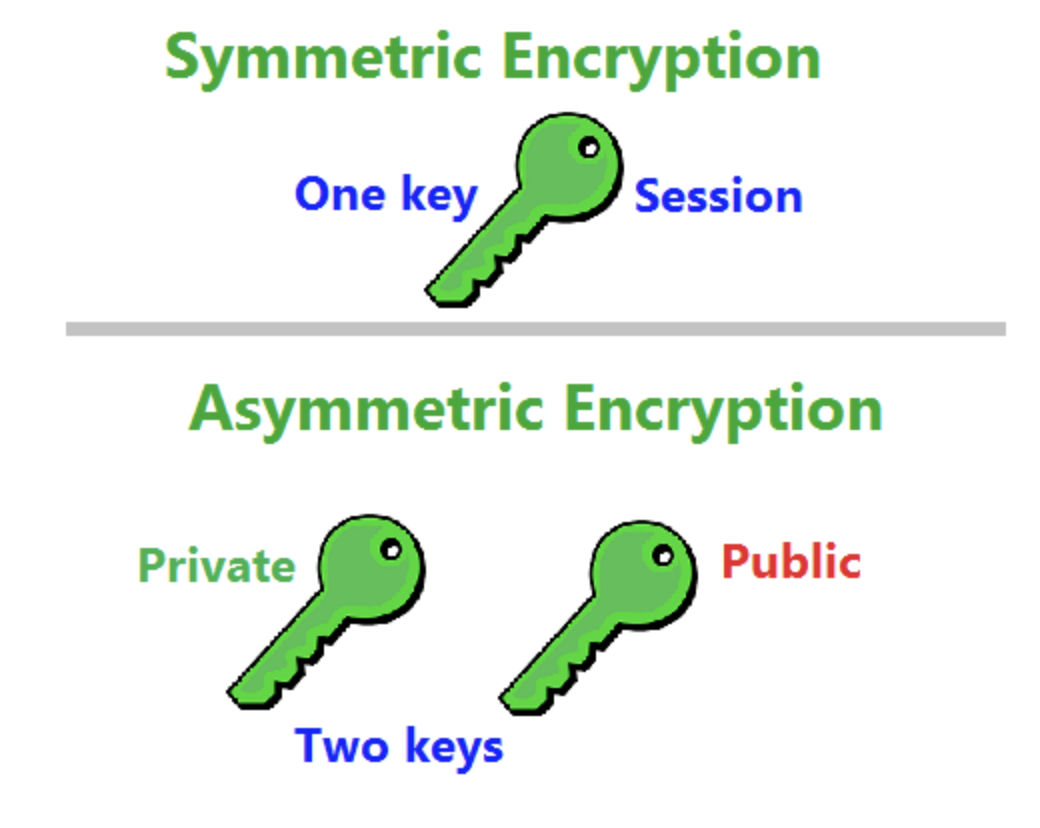 Symmetric Encryption
One key Session
Asymmetric Encryption
Private Public
Two keys